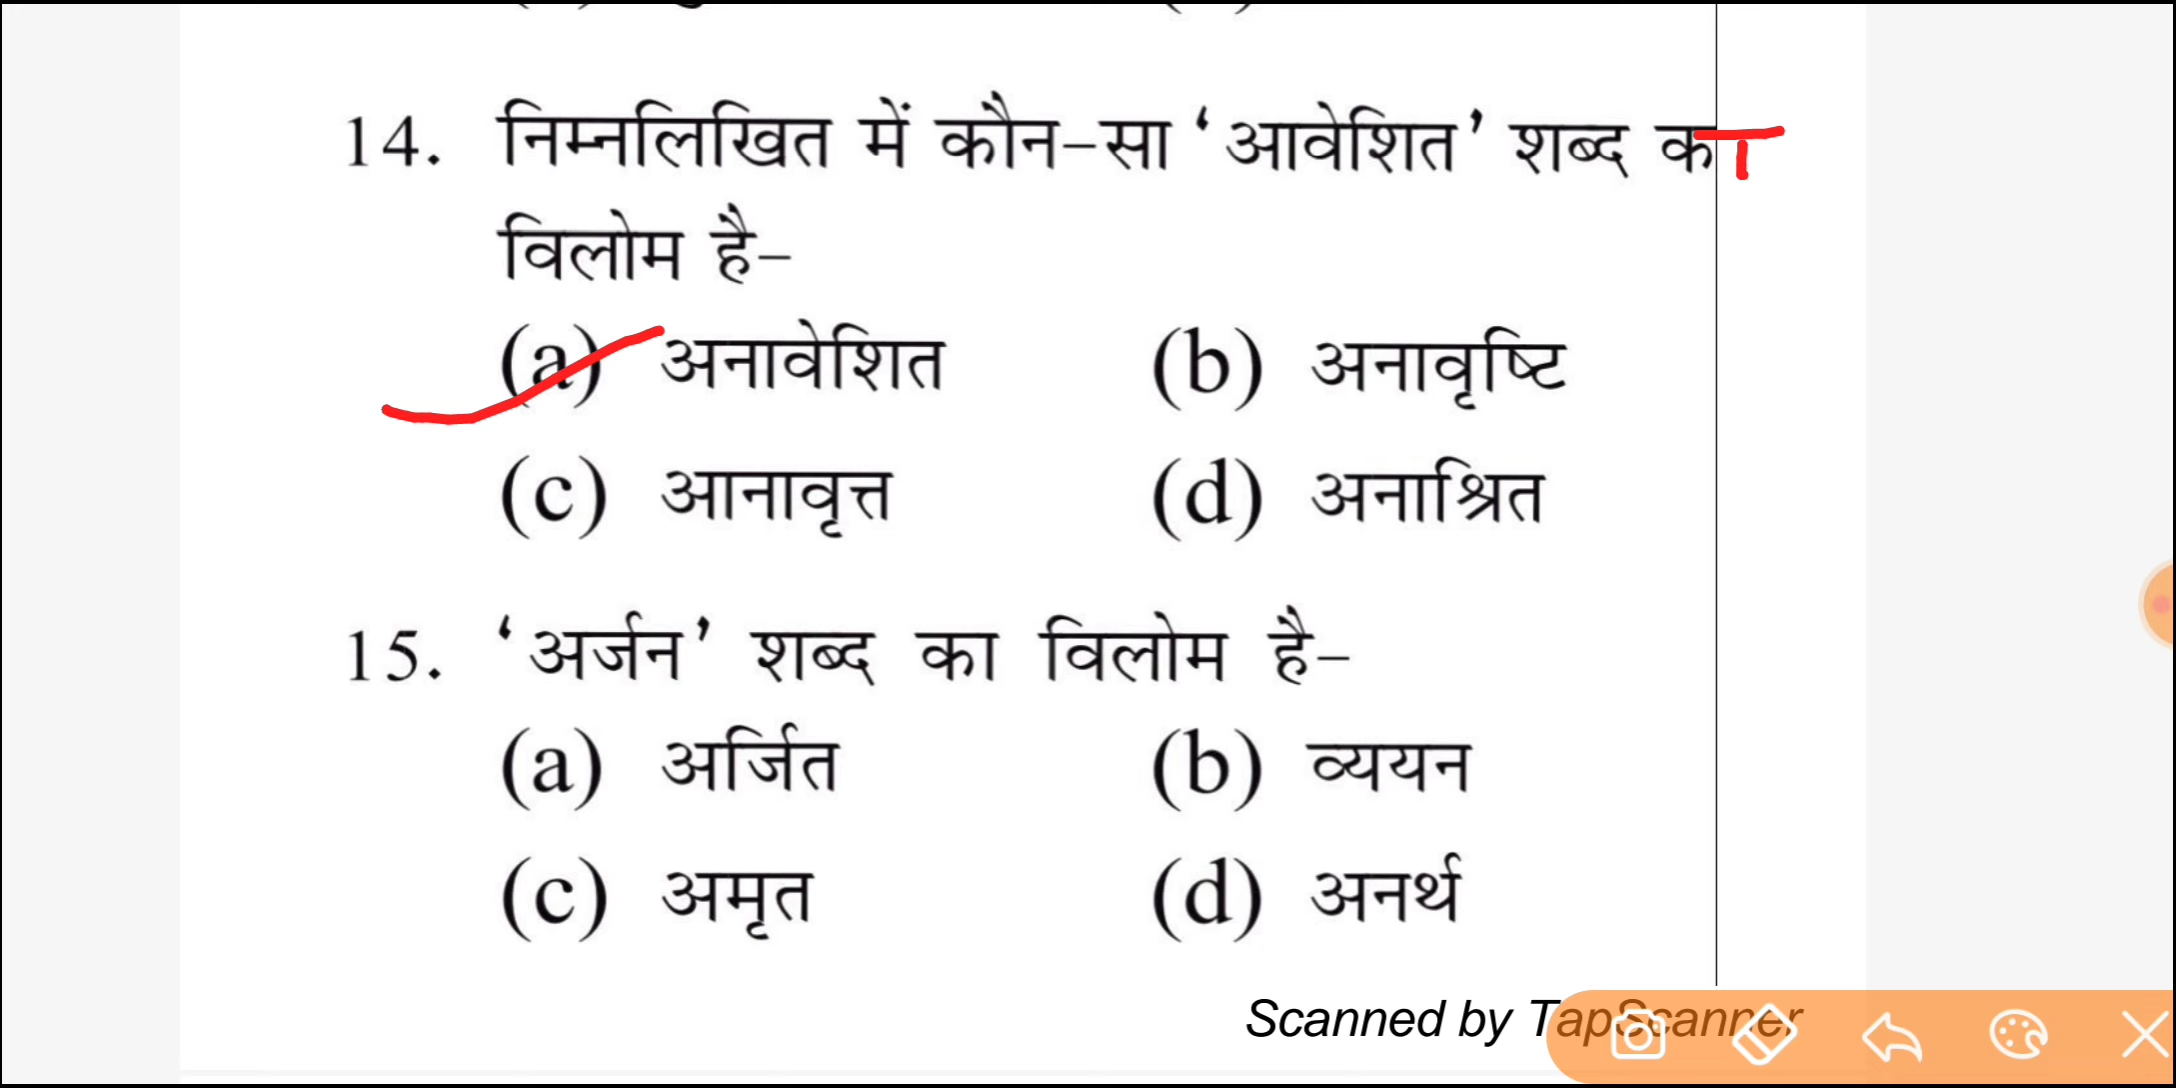 14. निम्नलिखित में कौन-सा ‘आवेशित’ शब्द का
विलोम है-
(a) अनावेशित (b) अनावृष्टि
(c) आनावृत्त (d) अनाश्रित
15. ‘अर्जन’ शब्द का विलोम है-
(a) अर्जित (b) व्ययन
(c) अमृत (d) अनर्थ
Scanned by TapScanner